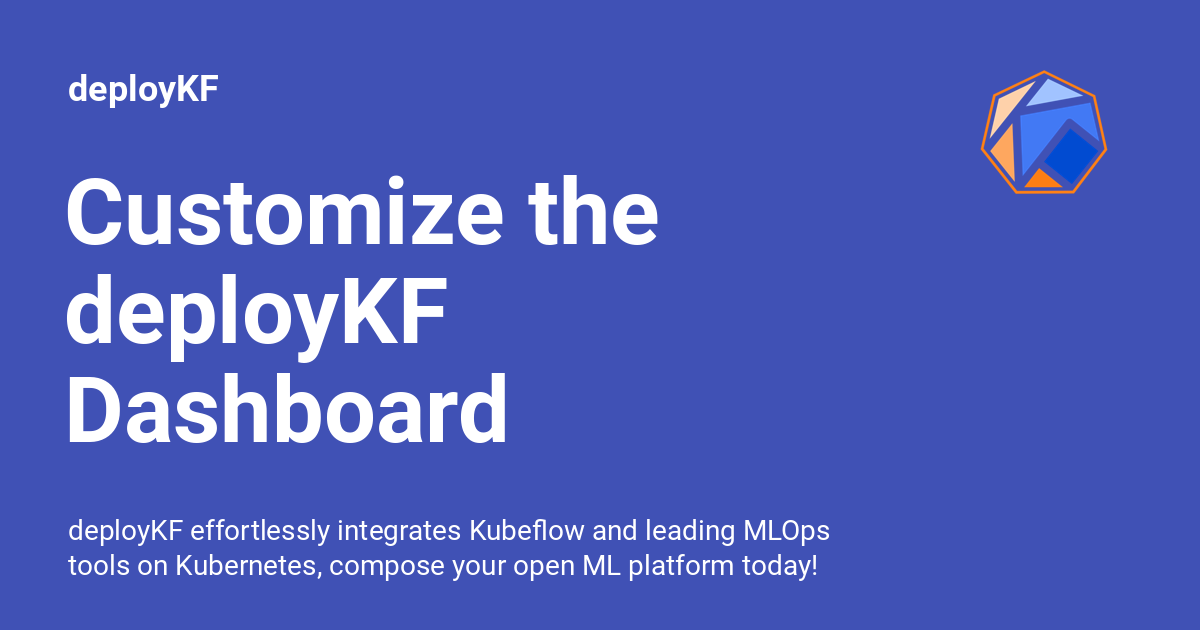 deployKF
Customize the
deployKF
Dashboard
deployKF effortlessly integrates Kubeflow and leading MLOps
tools on Kubernetes, compose your open ML platform today!